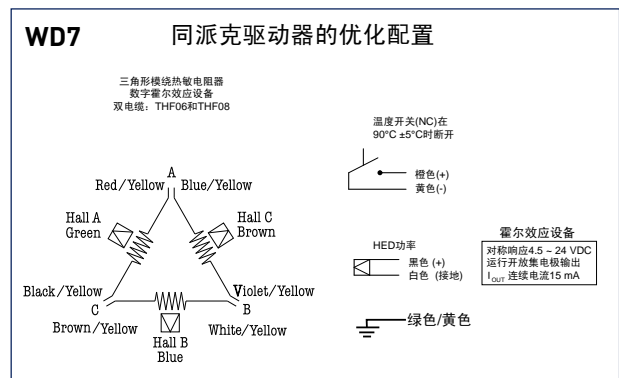 WD7 同派克驱动器的优化配置
三角形模绕热敏电阻器
数字霍尔效应设备
双电缆：THF06和THF08
温度开关(NC)在
90°C ±5°C时断开
橙色(+)
黄色(-)
A
Red/Yellow Blue/Yellow
Hall A
Green
Hall C
Brown
Black/Yellow
C
Brown/Yellow
Violet/Yellow
B
White/Yellow
Hall B
Blue
HED功率
黑色 (+)
白色 (接地)
霍尔效应设备
对称响应4.5 ~ 24 VDC
运行开放集电极输出
IOUT 连续电流15 mA
绿色/黄色